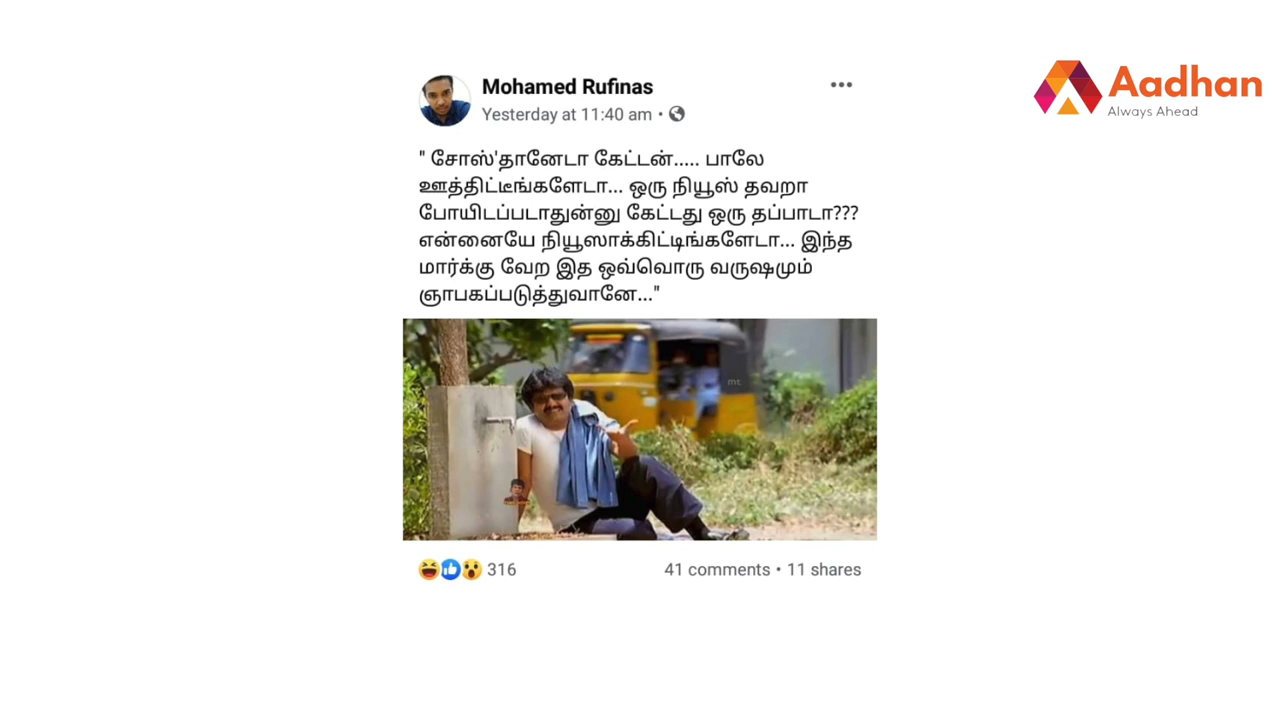 Mohamed Rufinas
Yesterday at 11:40 am •
Aadhan
Always Ahead
" சோஸ்'தானேடா கேட்டன்..... பாலே
ஊத்திட்டீங்களேடா... ஒரு நியூஸ் தவறா
போயிடப்படாதுன்னு கேட்டது ஒரு தப்பாடா???
என்னையே நியூஸாக்கிட்டிங்களேடா... இந்த
மார்க்கு வேற இத ஒவ்வொரு வருஷமும்
ஞாபகப்படுத்துவானே..."
mt
316
41 comments • 11 shares